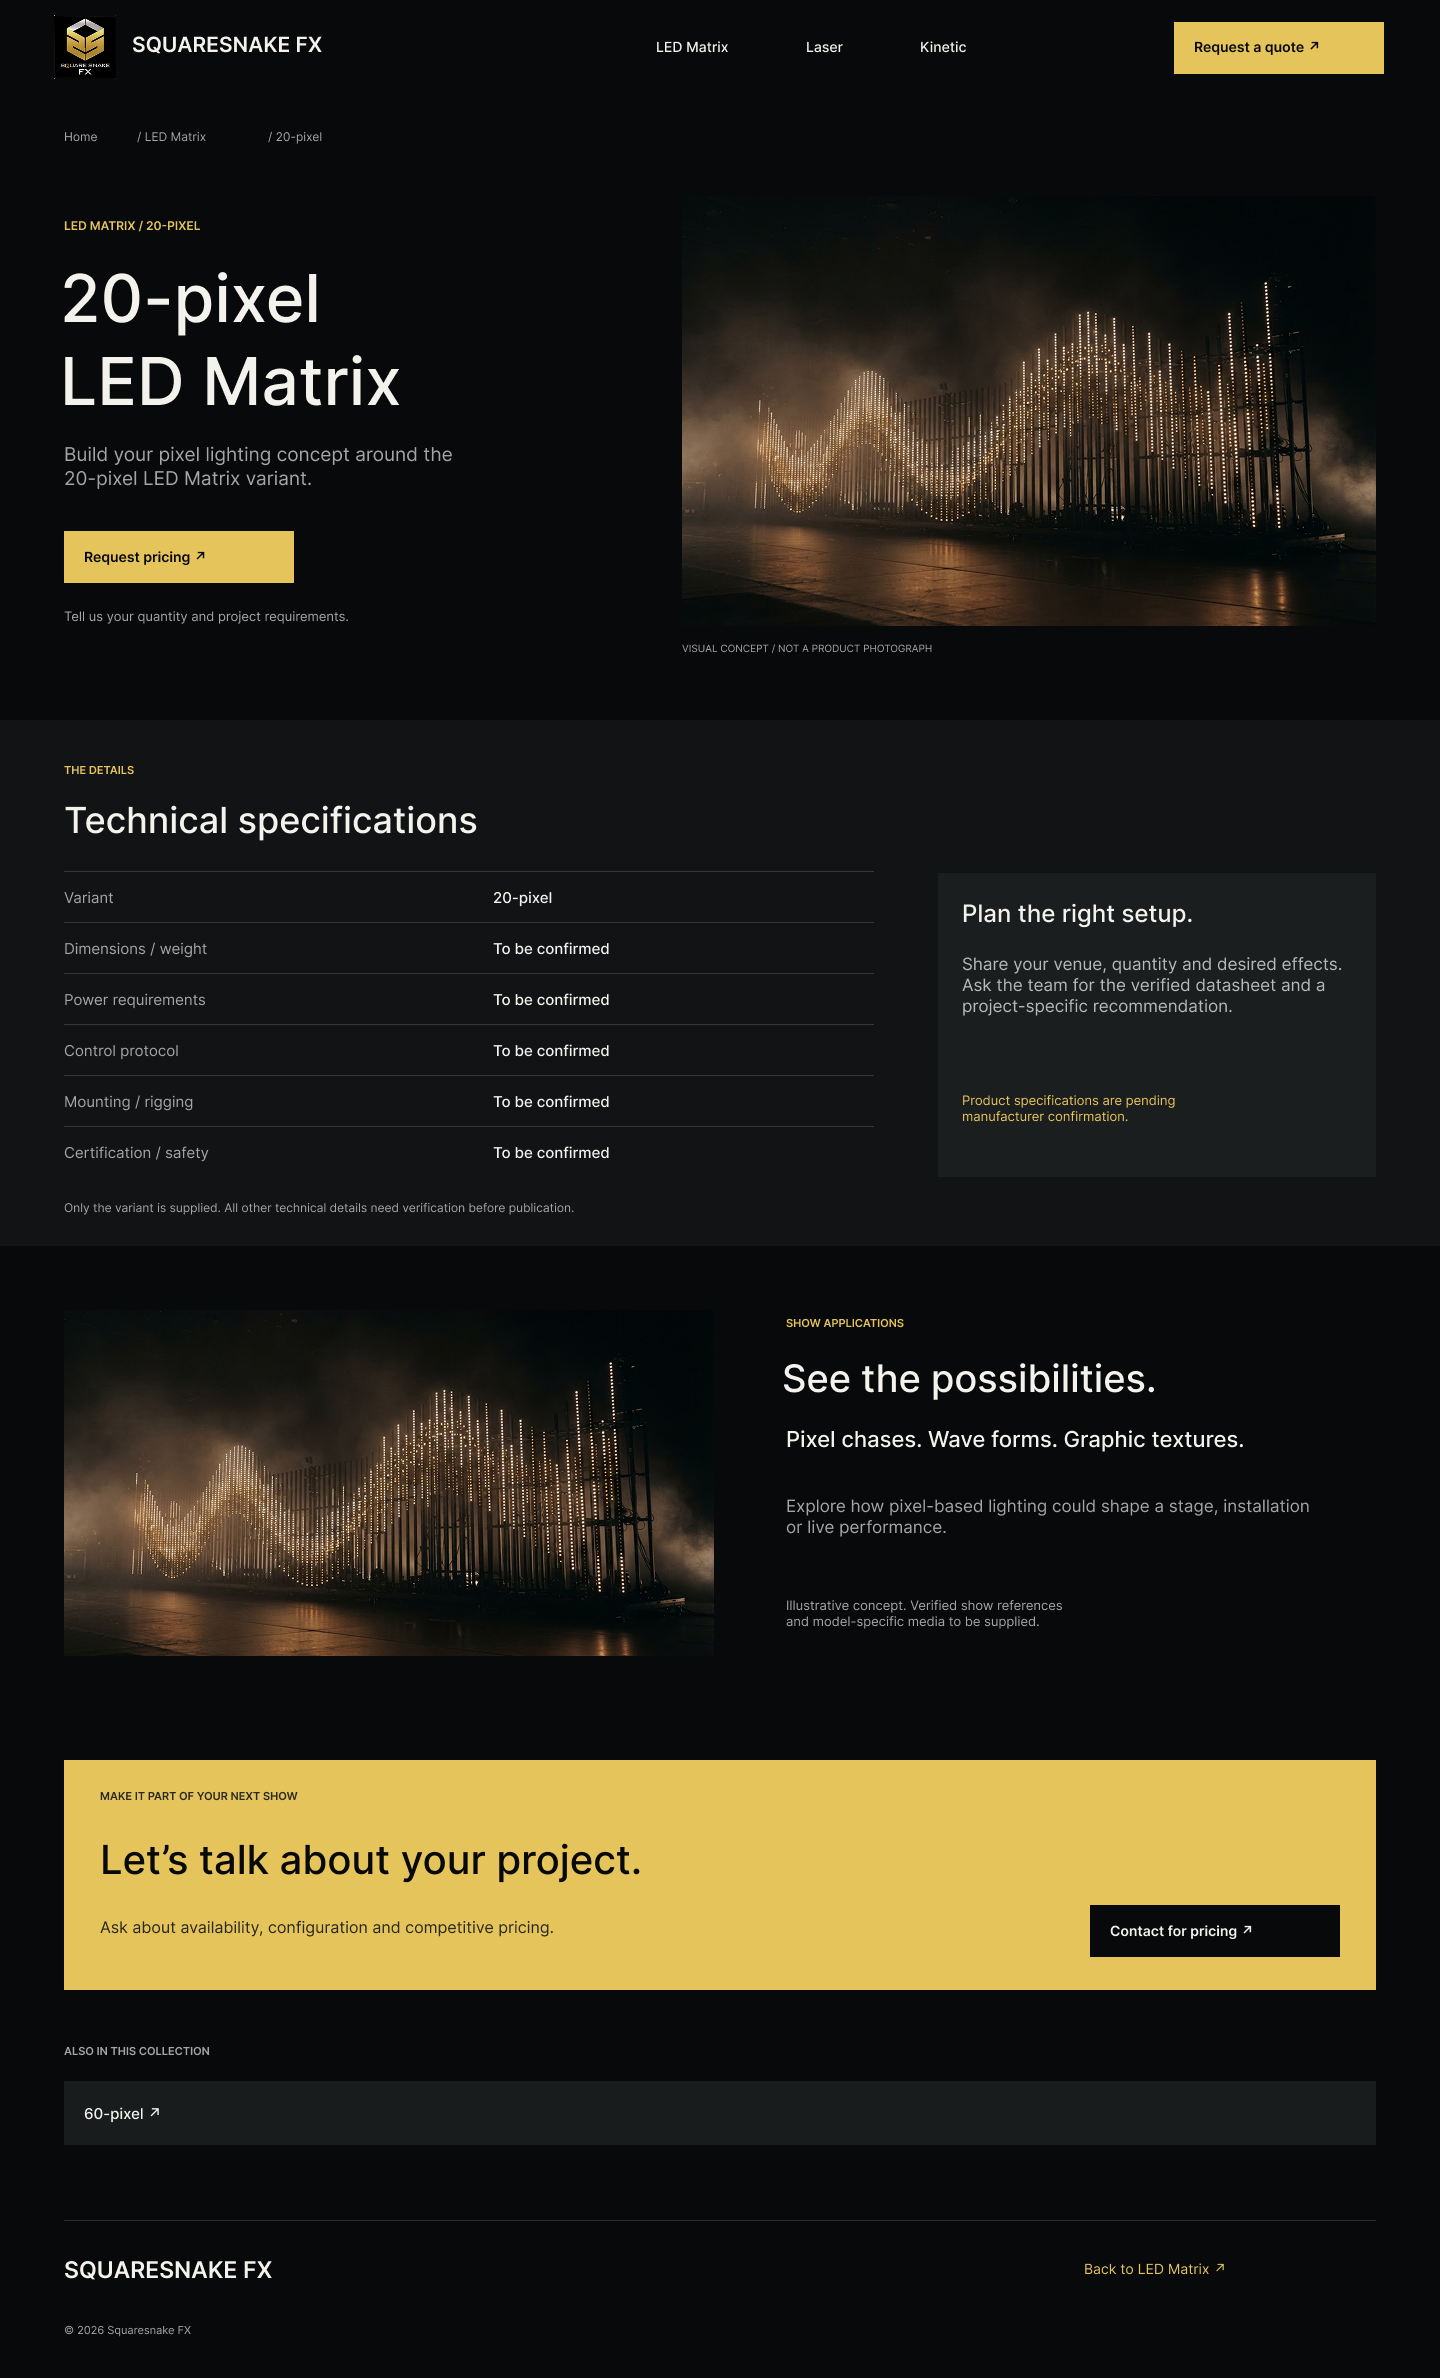 SQUARE SNAKE
FX
SQUARESNAKE FX
LED Matrix
Laser
Kinetic
Request a quote ↗
Home / LED Matrix / 20-pixel
LED MATRIX / 20-PIXEL
20-pixel
LED Matrix
Build your pixel lighting concept around the
20-pixel LED Matrix variant.
Request pricing ↗
Tell us your quantity and project requirements.
VISUAL CONCEPT / NOT A PRODUCT PHOTOGRAPH
THE DETAILS
Technical specifications
Variant 20-pixel
Dimensions / weight To be confirmed
Power requirements To be confirmed
Control protocol To be confirmed
Mounting / rigging To be confirmed
Certification / safety To be confirmed
Only the variant is supplied. All other technical details need verification before publication.
Plan the right setup.
Share your venue, quantity and desired effects.
Ask the team for the verified datasheet and a
project-specific recommendation.
Product specifications are pending
manufacturer confirmation.
SHOW APPLICATIONS
See the possibilities.
Pixel chases. Wave forms. Graphic textures.
Explore how pixel-based lighting could shape a stage, installation
or live performance.
Illustrative concept. Verified show references
and model-specific media to be supplied.
MAKE IT PART OF YOUR NEXT SHOW
Let’s talk about your project.
Ask about availability, configuration and competitive pricing.
Contact for pricing ↗
ALSO IN THIS COLLECTION
60-pixel ↗
SQUARESNAKE FX
Back to LED Matrix ↗
© 2026 Squaresnake FX